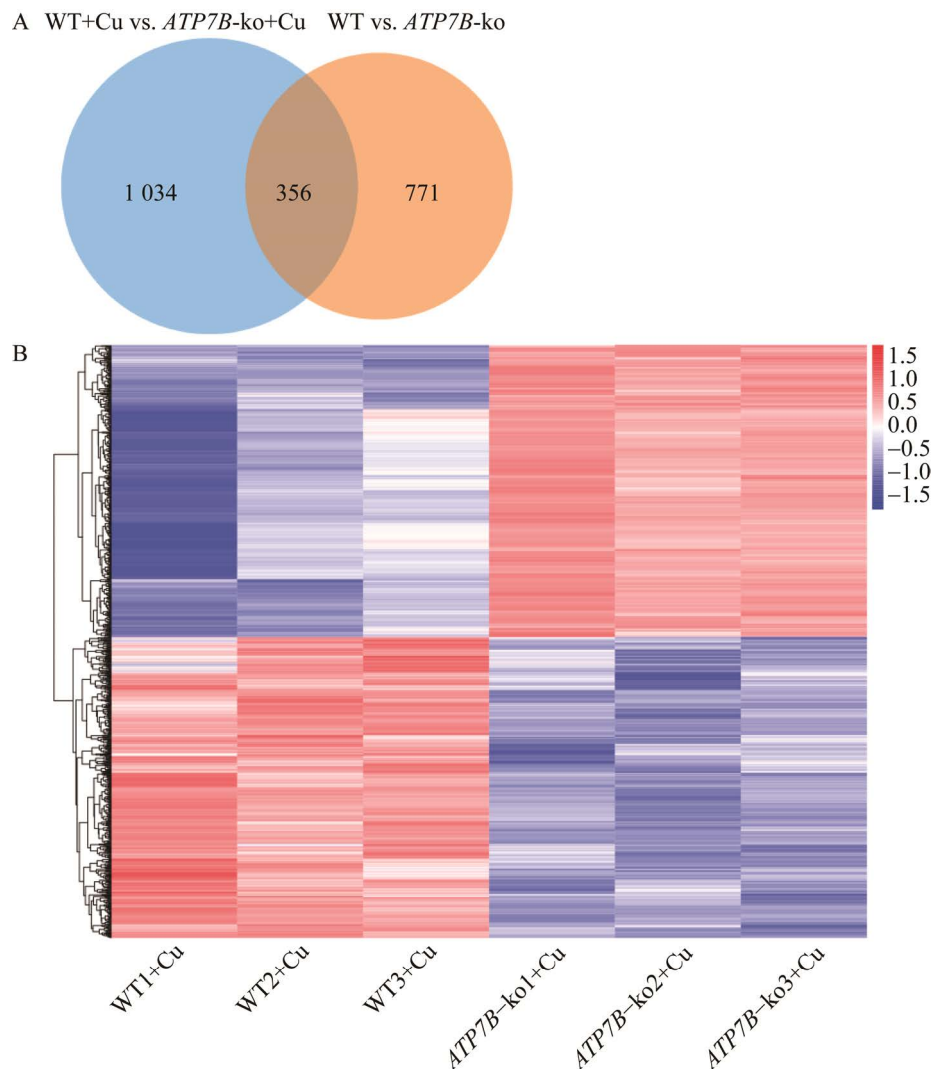 A WT+Cu vs. ATP7B-ko+Cu WT vs. ATP7B-ko
1 034 356 771
B
1.5
1.0
0.5
0.0
−0.5
−1.0
−1.5
WT1+Cu WT2+Cu WT3+Cu ATP7B−ko1+Cu ATP7B−ko2+Cu ATP7B−ko3+Cu